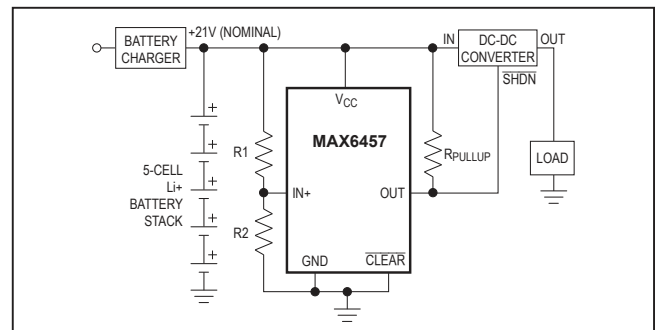 BATTERY
CHARGER
+21V (NOMINAL)
IN
DC-DC
CONVERTER
OUT
SHDN
VCC
MAX6457
R1
RPULLUP
LOAD
5-CELL
Li+
BATTERY
STACK
IN+
OUT
R2
GND
CLEAR
+
+
+
+
+